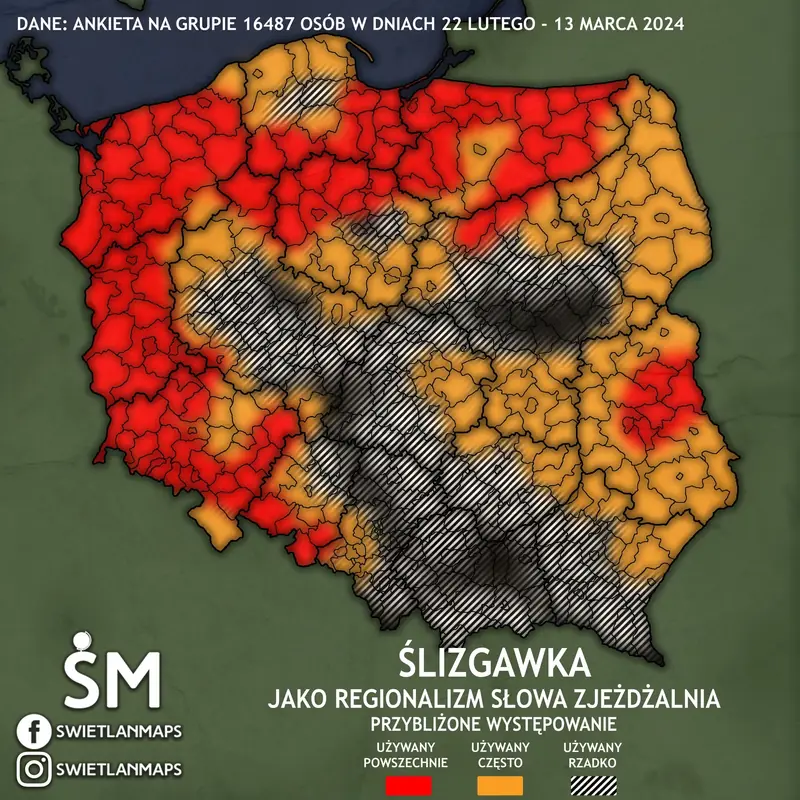 DANE: ANKIETA NA GRUPIE 16487 OSÓB W DNIACH 22 LUTEGO - 13 MARCA 2024
ŚM
SWIETLANMAPS
SWIETLANMAPS
ŚLIZGAWKA
JAKO REGIONALIZM SŁOWA ZJEŻDŻALNIA
PRZYBLIŻONE WYSTĘPOWANIE
UŻYWANY
POWSZECHNIE
UŻYWANY
CZĘSTO
UŻYWANY
RZADKO